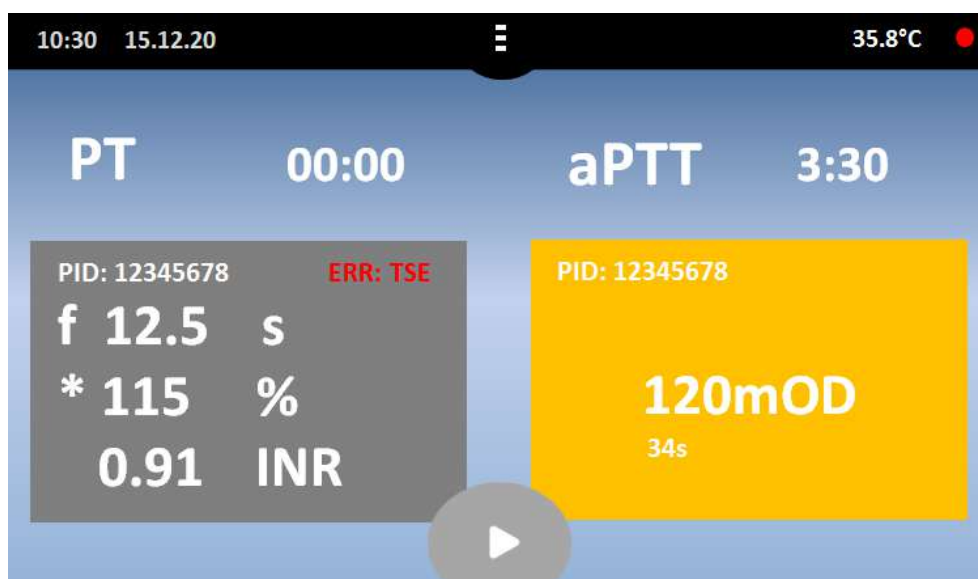 10:30 15.12.20 35.8°C
PT 00:00 aPTT 3:30
PID: 12345678 ERR: TSE
f 12.5 s
* 115 %
0.91 INR
PID: 12345678
120mOD
34s